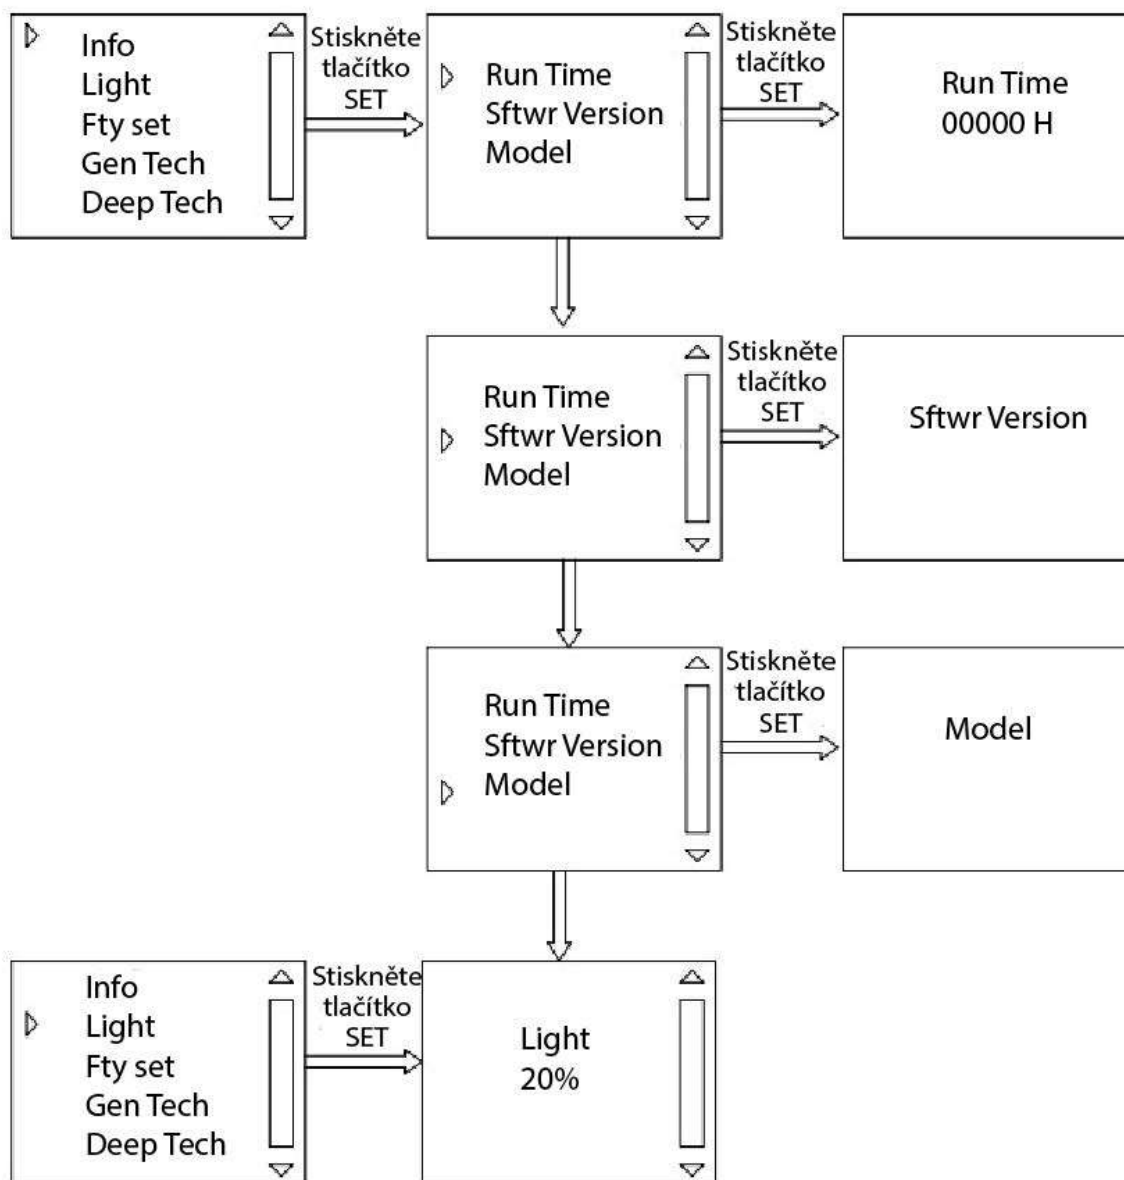 Info
Light
Fty set
Gen Tech
Deep Tech
Stiskněte
tlačítko
SET
Run Time
Sftwr Version
Model
Stiskněte
tlačítko
SET
Run Time
00000 H
Run Time
Sftwr Version
Model
Stiskněte
tlačítko
SET
Sftwr Version
Run Time
Sftwr Version
Model
Stiskněte
tlačítko
SET
Model
Info
Light
Fty set
Gen Tech
Deep Tech
Stiskněte
tlačítko
SET
Light
20%